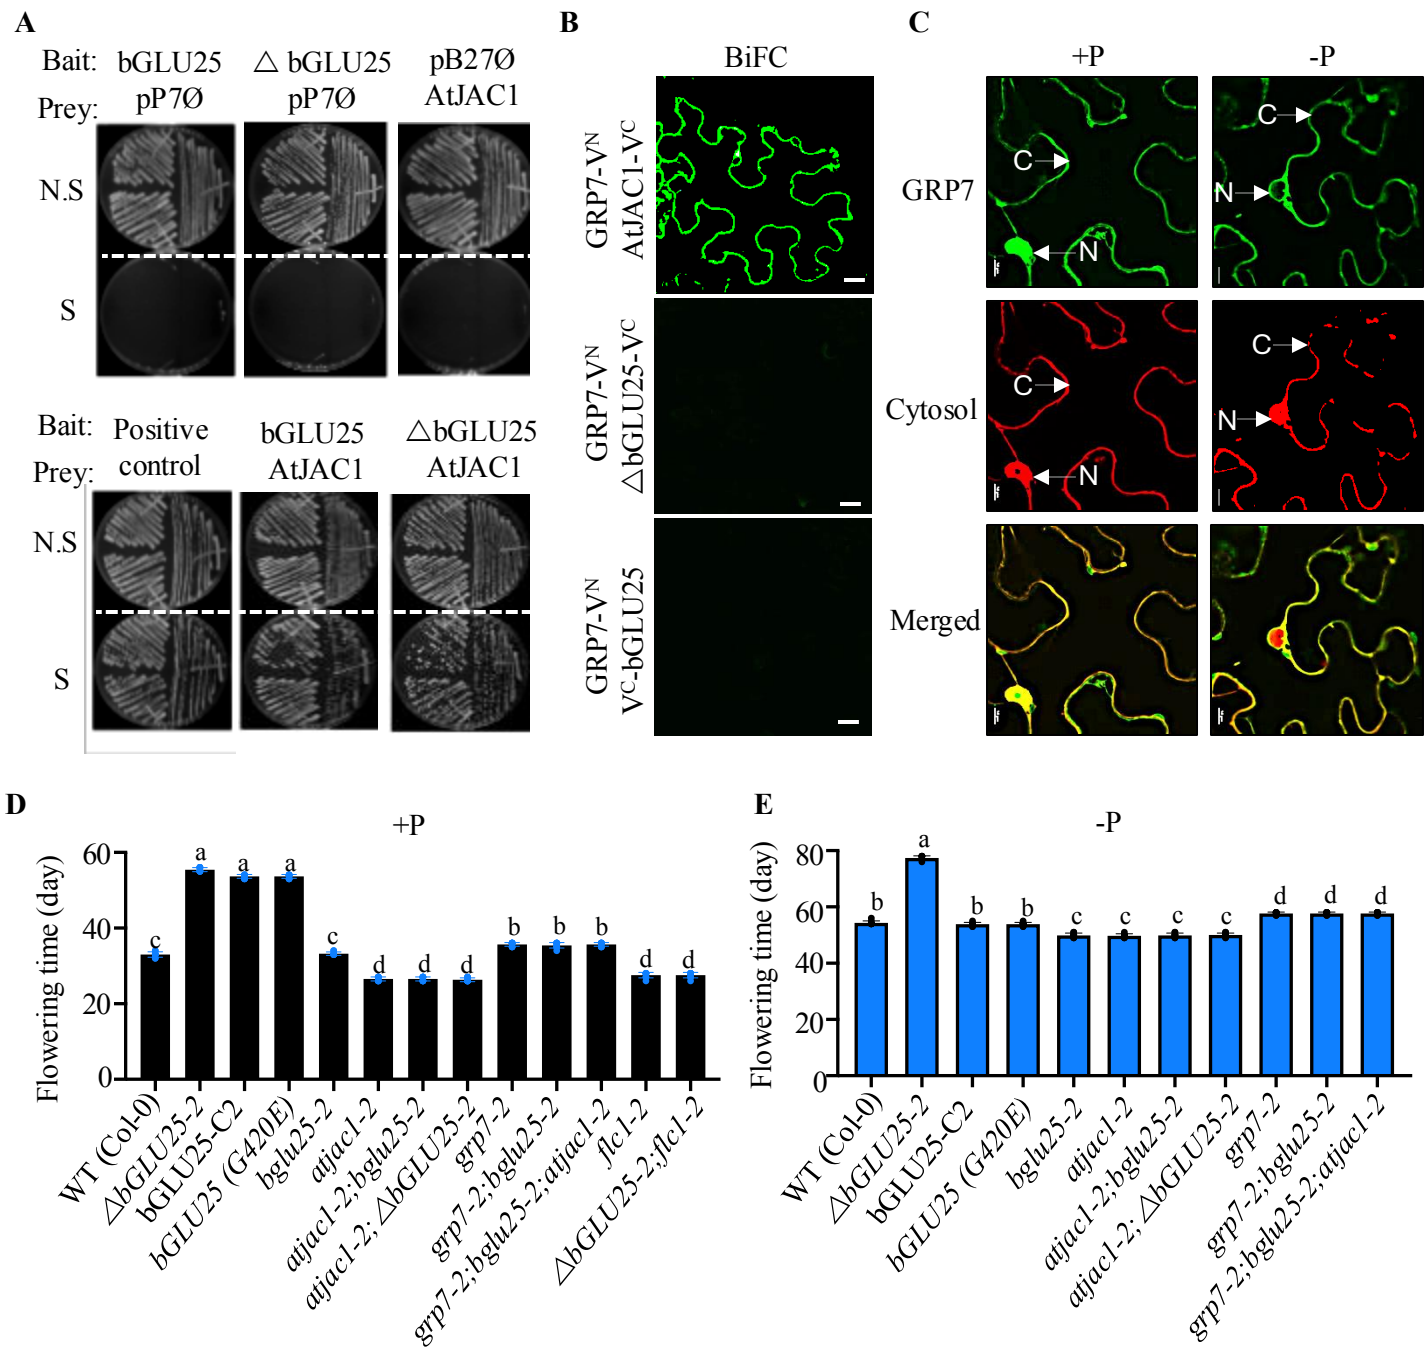 A
Bait:
Prey:
bGLU25
pP7Ø
△ bGLU25
pP7Ø
pB27Ø
AtJAC1
N.S
S
Bait:
Prey:
Positive
control
bGLU25
AtJAC1
△bGLU25
AtJAC1
N.S
S
B
BiFC
GRP7-Vᴺ
AtJAC1-Vᶜ
GRP7-Vᴺ
△bGLU25-Vᶜ
GRP7-Vᴺ
Vᶜ-bGLU25
C
+P
-P
GRP7
C
N
C
N
Cytosol
C
N
C
N
Merged
D
+P
Flowering time (day)
60
40
20
0
c
a
a
a
c
d
d
d
b
b
b
d
d
WT (Col-0)
△bGLU25-2
bGLU25-C2
bGLU25 (G420E)
bglu25-2
atjac1-2
atjac1-2;bglu25-2
atjac1-2; △bGLU25-2
grp7-2
grp7-2;bglu25-2
grp7-2;bglu25-2;atjac1-2
flc1-2
△bGLU25-2;flc1-2
E
-P
Flowering time (day)
80
60
40
20
0
b
a
b
b
c
c
c
c
d
d
d
WT (Col-0)
△bGLU25-2
bGLU25-C2
bGLU25 (G420E)
bglu25-2
atjac1-2
atjac1-2;bglu25-2
atjac1-2; △bGLU25-2
grp7-2
grp7-2;bglu25-2
grp7-2;bglu25-2;atjac1-2